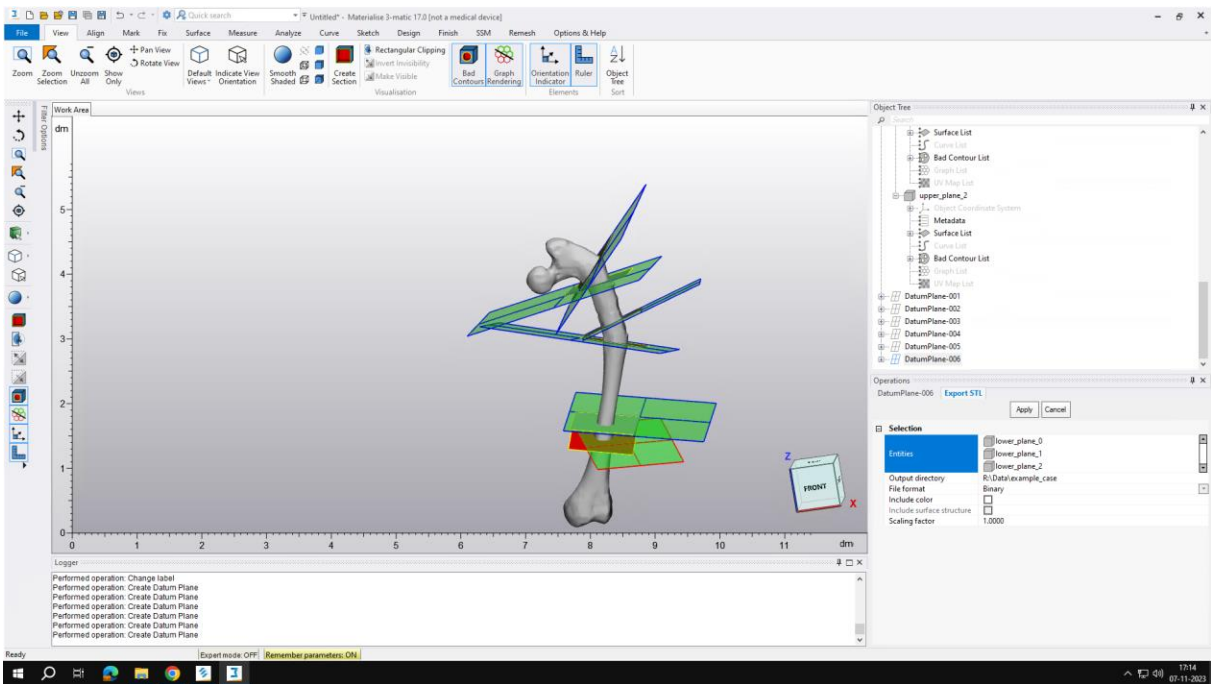 Quick search
Untitled* - Materialise 3-matic 17.0 [not a medical device]
File View Align Mark Fix Surface Measure Analyze Curve Sketch Design Finish SSM Remesh Options & Help
Zoom
Zoom Selection
Unzoom All
Show Only
Pan View
Rotate View
Default Views
Indicate View Orientation
Smooth Shaded
Create Section
Rectangular Clipping
Invert Invisibility
Make Visible
Bad Contours
Graph Rendering
Orientation Indicator
Ruler
Object Tree
Views
Visualisation
Elements
Sort
Filter Options
Work Area
dm
5
4
3
2
1
0
0 1 2 3 4 5 6 7 8 9 10 11 dm
Z
FRONT
X
Logger
Performed operation: Change label
Performed operation: Create Datum Plane
Performed operation: Create Datum Plane
Performed operation: Create Datum Plane
Performed operation: Create Datum Plane
Performed operation: Create Datum Plane
Performed operation: Create Datum Plane
Object Tree
Search
Surface List
Curve List
Bad Contour List
Graph List
UV Map List
upper_plane_2
Object Coordinate System
Metadata
Surface List
Curve List
Bad Contour List
Graph List
UV Map List
DatumPlane-001
DatumPlane-002
DatumPlane-003
DatumPlane-004
DatumPlane-005
DatumPlane-006
Operations
DatumPlane-006 Export STL
Apply Cancel
Selection
Entities
lower_plane_0
lower_plane_1
lower_plane_2
Output directory R:\Data\example_case
File format Binary
Include color
Include surface structure
Scaling factor 1.0000
Ready
Expert mode: OFF Remember parameters: ON
17:14
07-11-2023